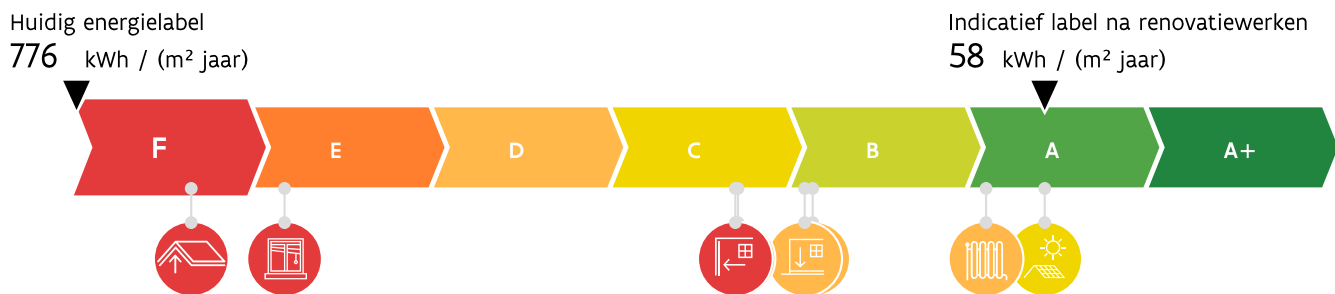 Huidig energielabel
776 kWh / (m² jaar)
Indicatief label na renovatiewerken
58 kWh / (m² jaar)
F E D C B A A+